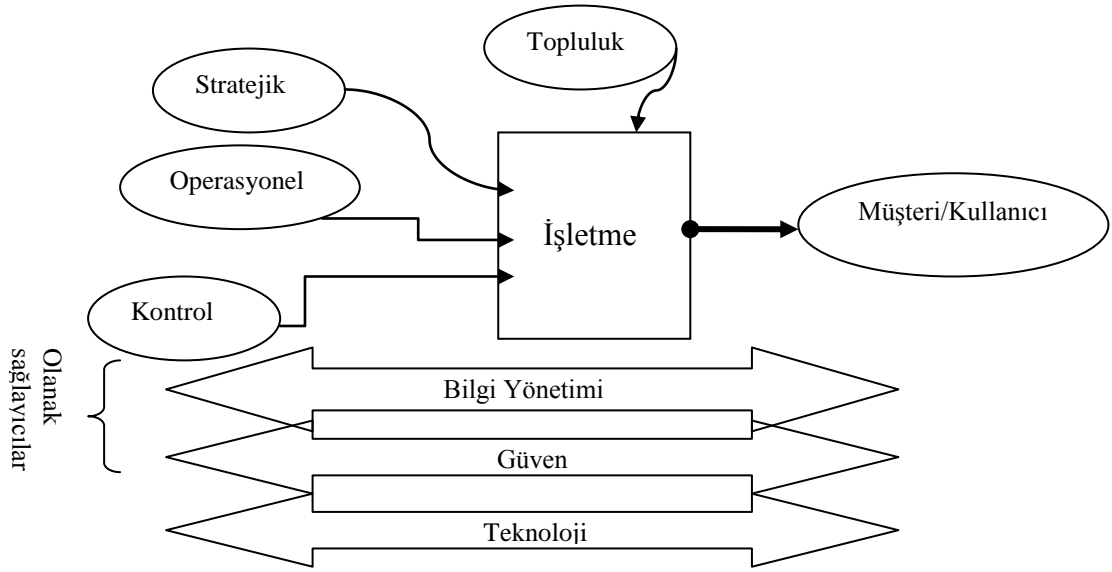 Topluluk
Stratejik
Operasyonel
İşletme
Müşteri/Kullanıcı
Kontrol
Olanak
sağlayıcılar
Bilgi Yönetimi
Güven
Teknoloji